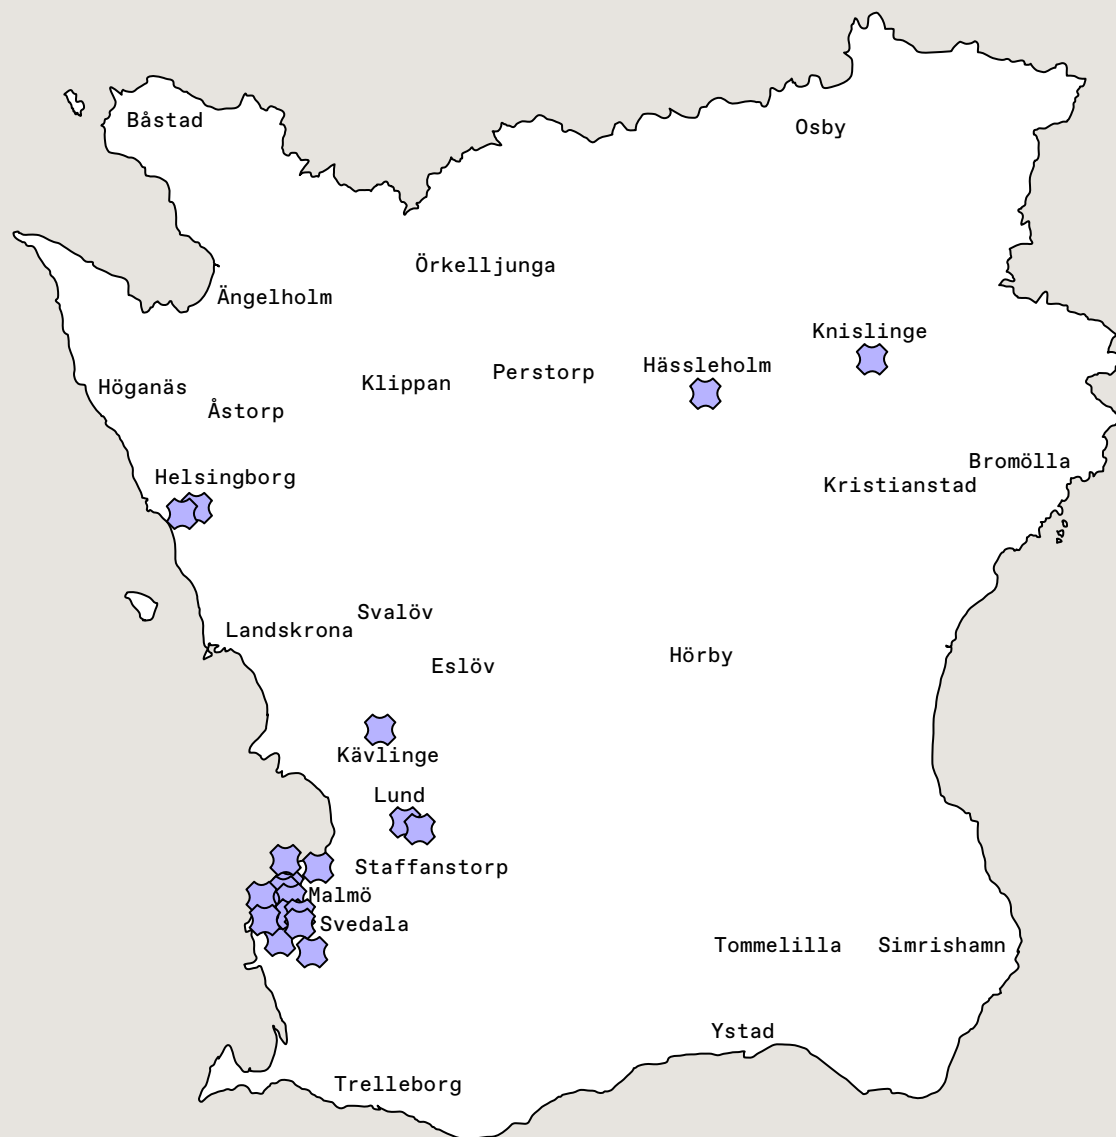 Båstad
Osby
Örkelljunga
Ängelholm
Knislinge
Hässleholm
Perstorp
Klippan
Höganäs
Åstorp
Bromölla
Helsingborg
Kristianstad
Svalöv
Landskrona
Hörby
Eslöv
Kävlinge
Lund
Staffanstorp
Malmö
Svedala
Tommelilla
Simrishamn
Ystad
Trelleborg